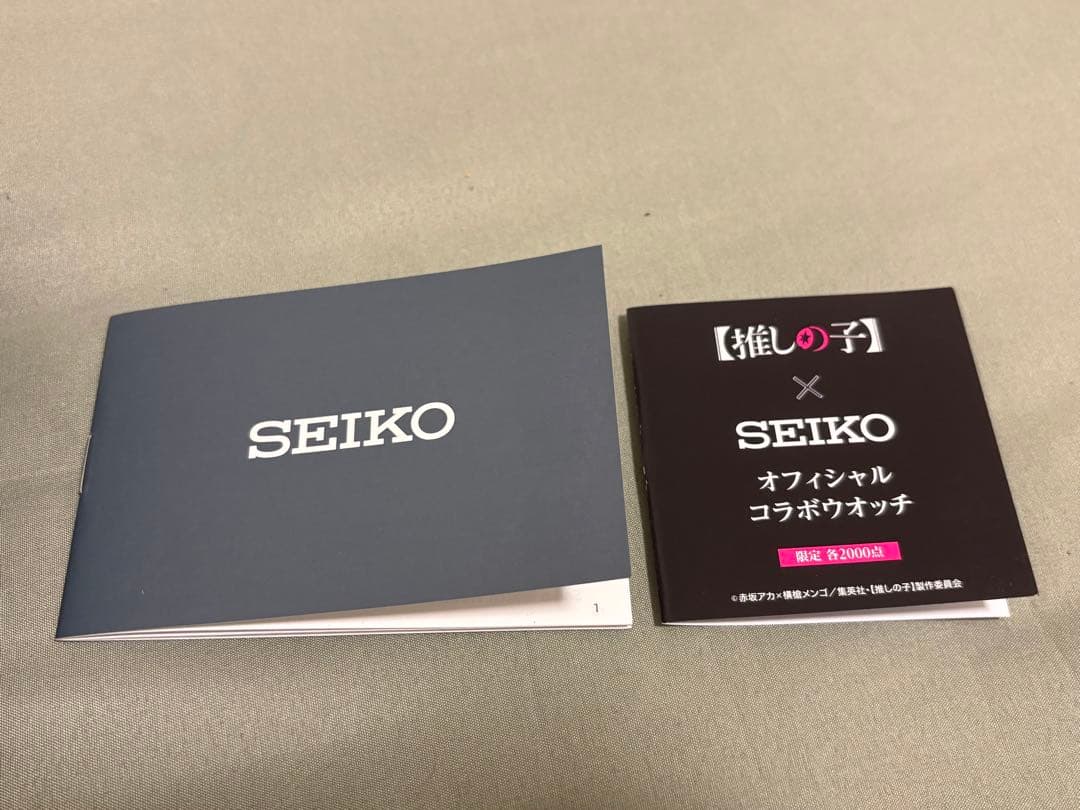 SEIKO
1
【推しの子】
×
SEIKO
オフィシャル
コラボウオッチ
限定 各2000点
©赤坂アカ×横槍メンゴ／集英社・【推しの子】製作委員会